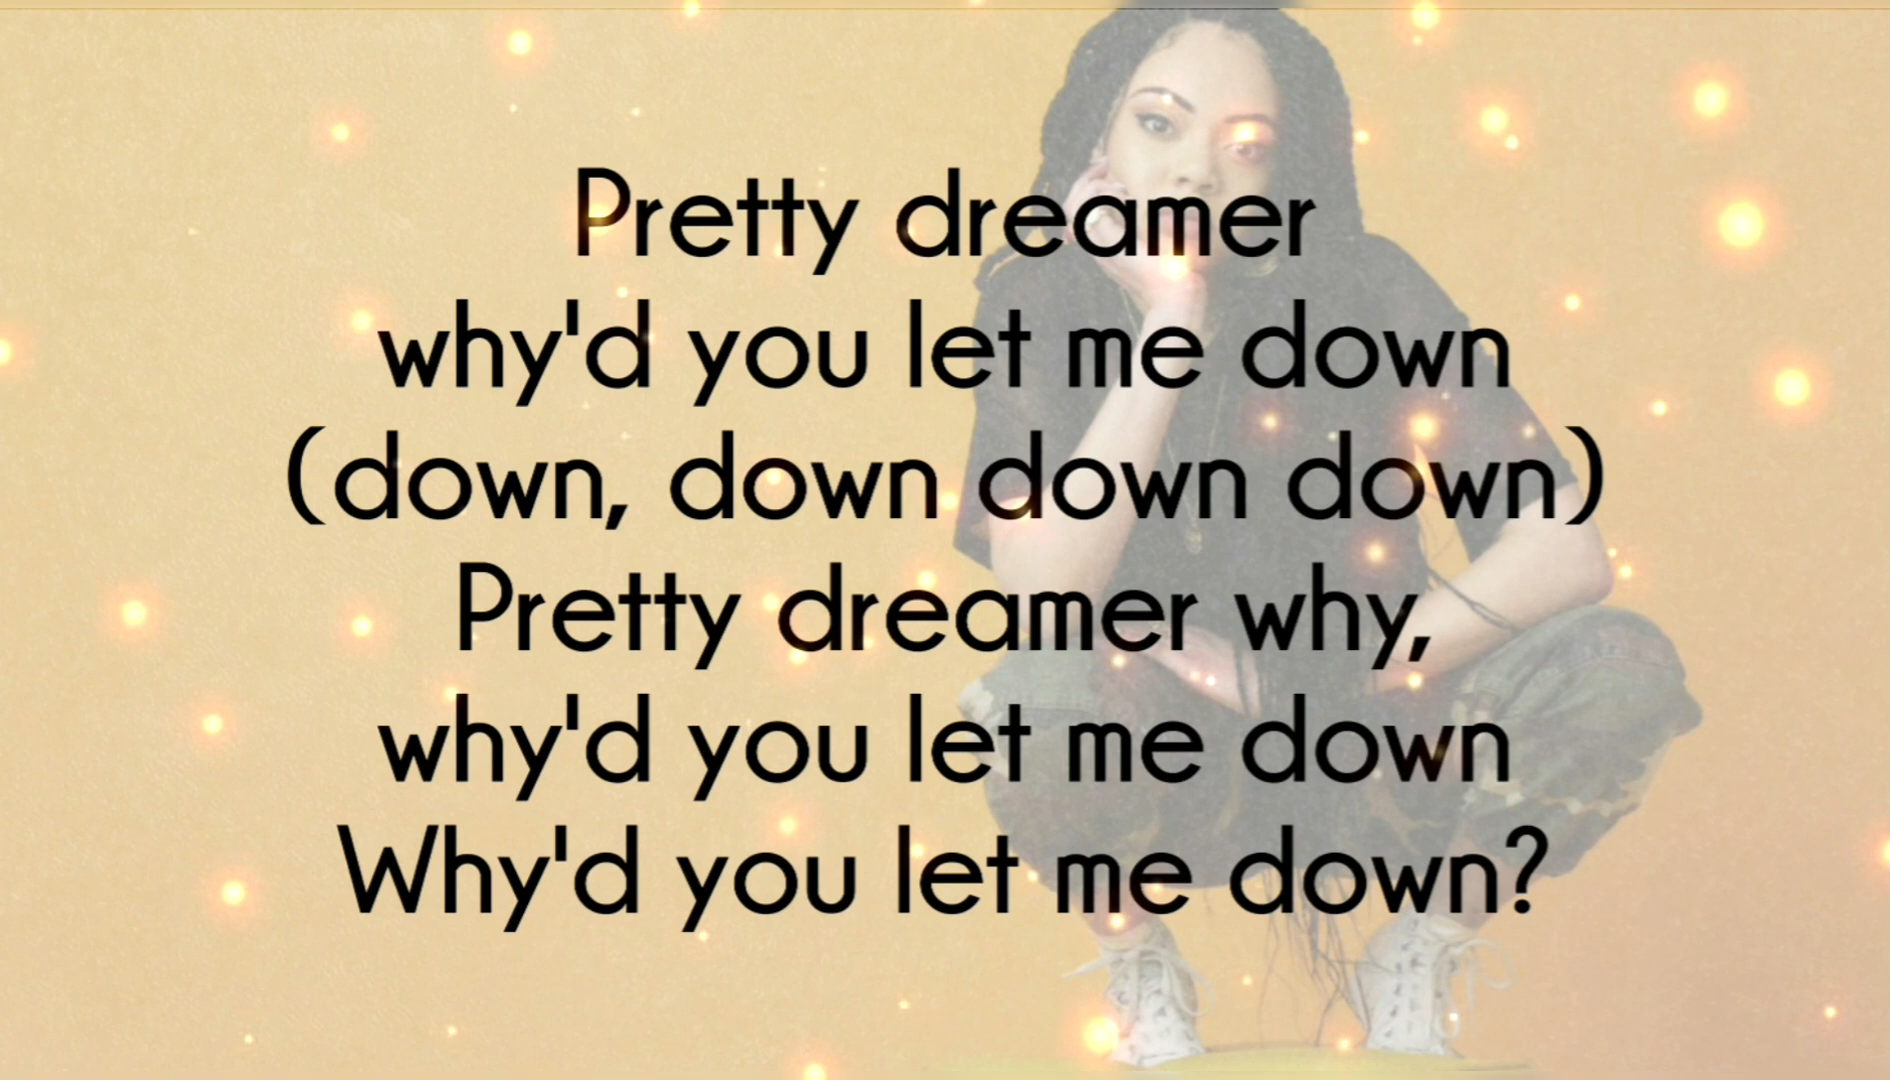 Pretty dreamer
why'd you let me down
(down, down down down)
Pretty dreamer why,
why'd you let me down
Why'd you let me down?